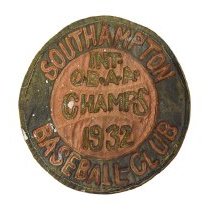 SOUTHAMPTON
INT.
O.B.A.A.
CHAMPS
1932
BASEBALL CLUB